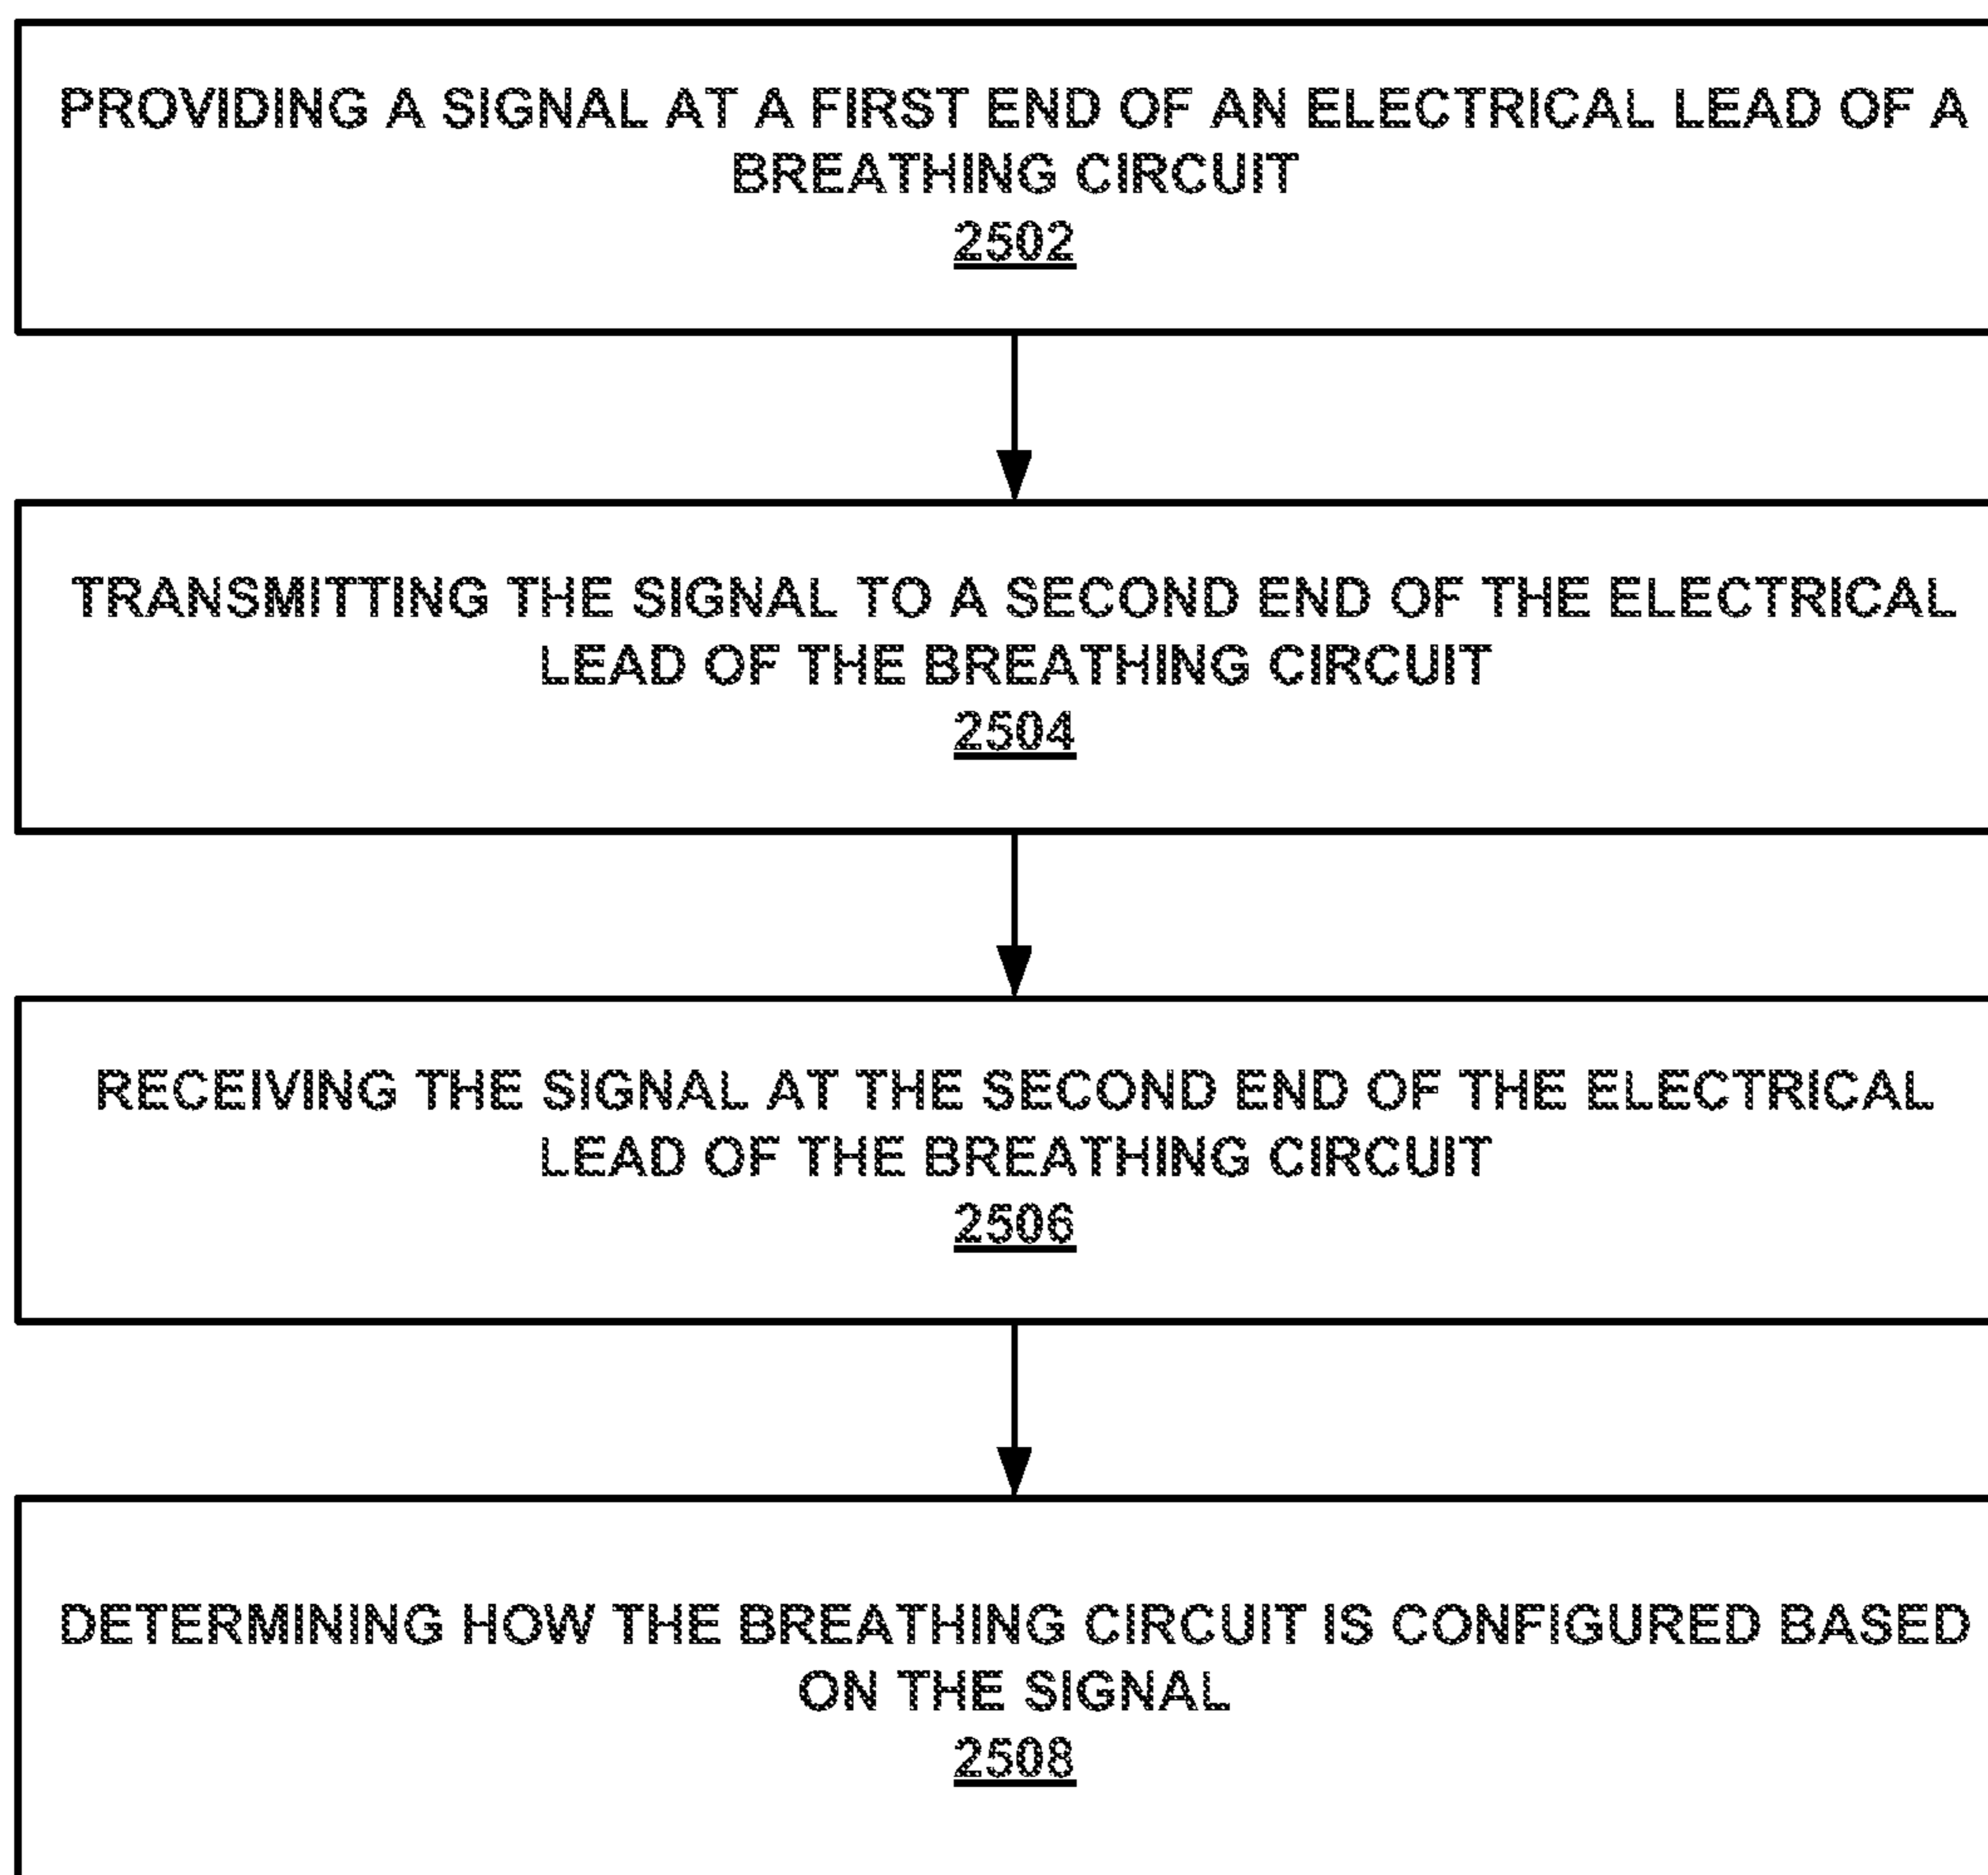 PROVIDING A SIGNAL AT A FIRST END OF AN ELECTRICAL LEAD OF A
BREATHING CIRCUIT
2502
TRANSMITTING THE SIGNAL TO A SECOND END OF THE ELECTRICAL
LEAD OF THE BREATHING CIRCUIT
2504
RECEIVING THE SIGNAL AT THE SECOND END OF THE ELECTRICAL
LEAD OF THE BREATHING CIRCUIT
2506
DETERMINING HOW THE BREATHING CIRCUIT IS CONFIGURED BASED
ON THE SIGNAL
2508